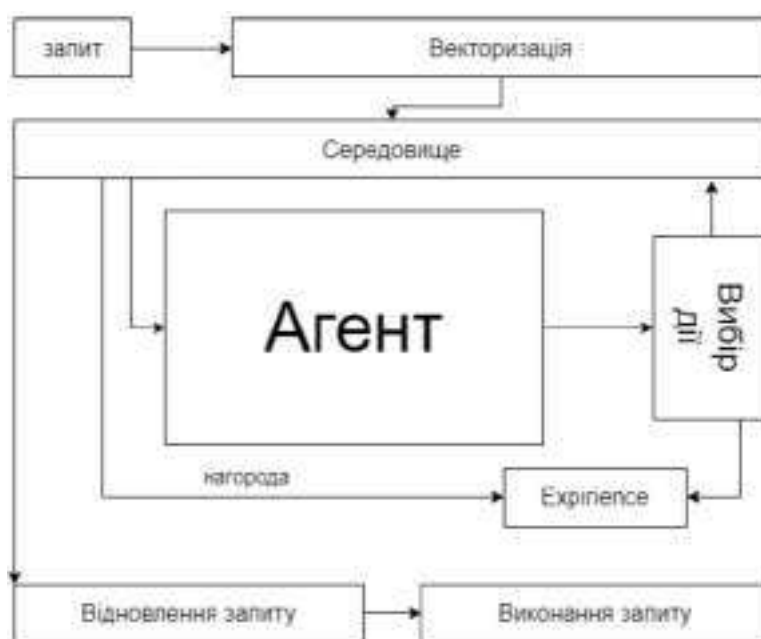 запит
Векторизація
Середовище
Агент
Вибір
дії
нагорода
Expirience
Відновлення запиту
Виконання запиту